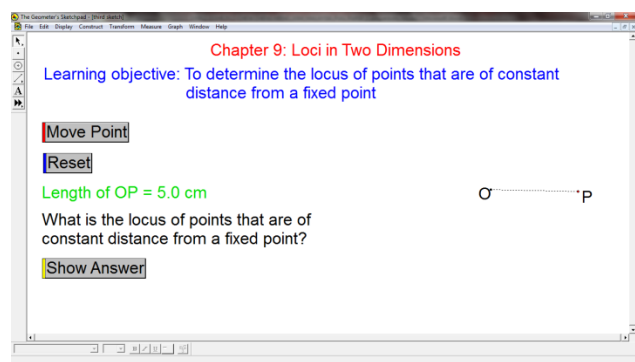 The Geometer's Sketchpad - [third sketch]
File Edit Display Construct Transform Measure Graph Window Help
Chapter 9: Loci in Two Dimensions
Learning objective: To determine the locus of points that are of constant
distance from a fixed point
A
Move Point
Reset
Length of OP = 5.0 cm
O P
What is the locus of points that are of
constant distance from a fixed point?
Show Answer
B I U